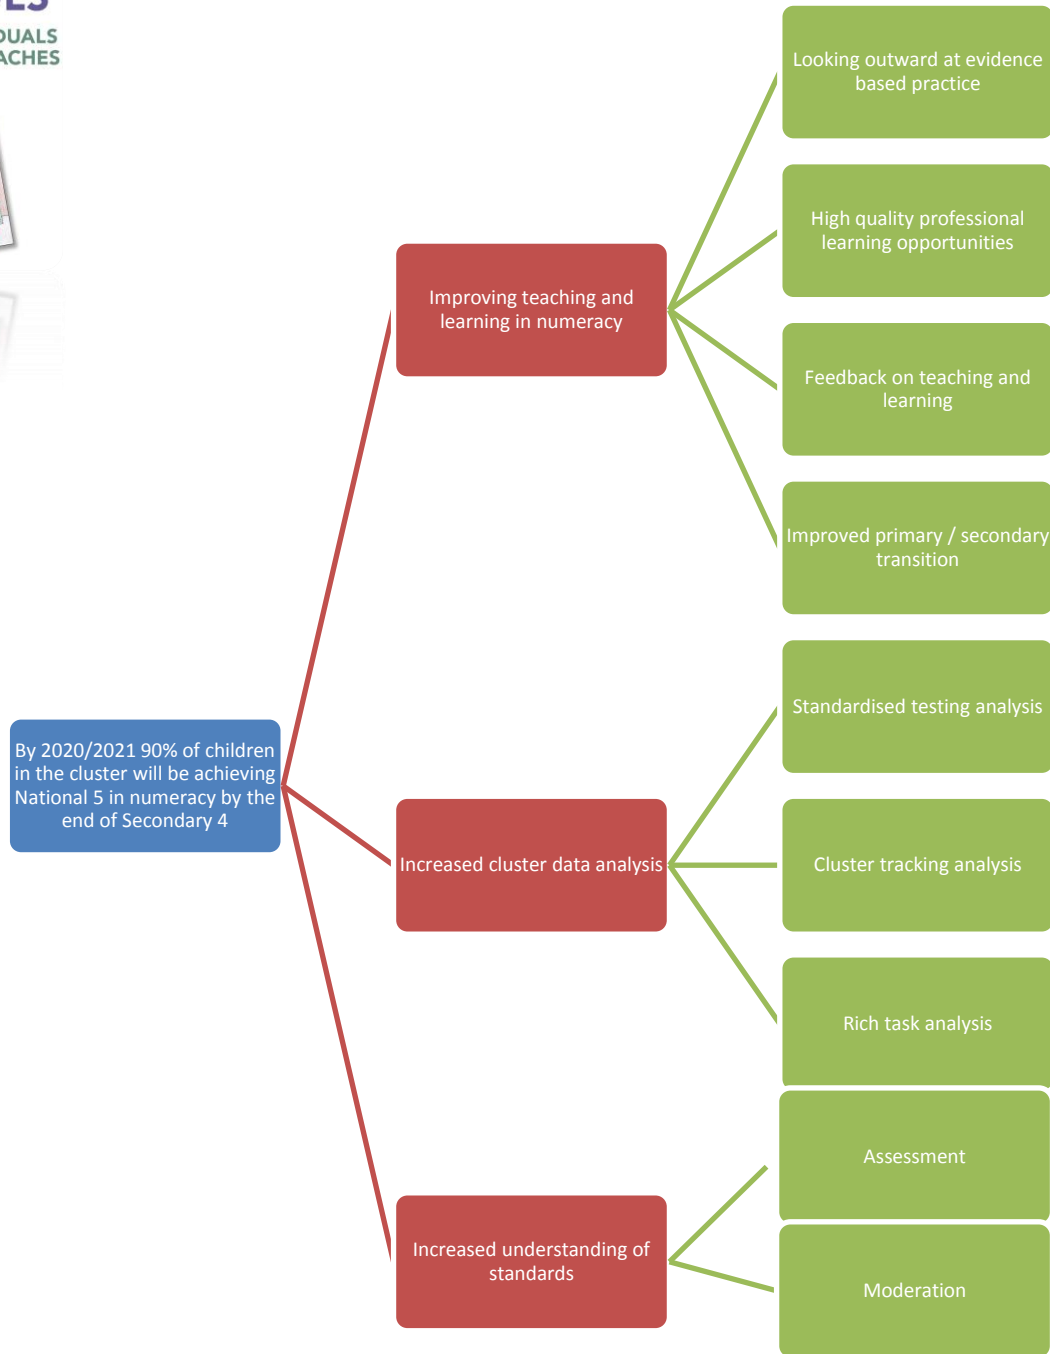 DUALS
ACHES
Looking outward at evidence
based practice
High quality professional
learning opportunities
Improving teaching and
learning in numeracy
Feedback on teaching and
learning
Improved primary / secondary
transition
Standardised testing analysis
By 2020/2021 90% of children
in the cluster will be achieving
National 5 in numeracy by the
end of Secondary 4
Increased cluster data analysis
Cluster tracking analysis
Rich task analysis
Assessment
Increased understanding of
standards
Moderation